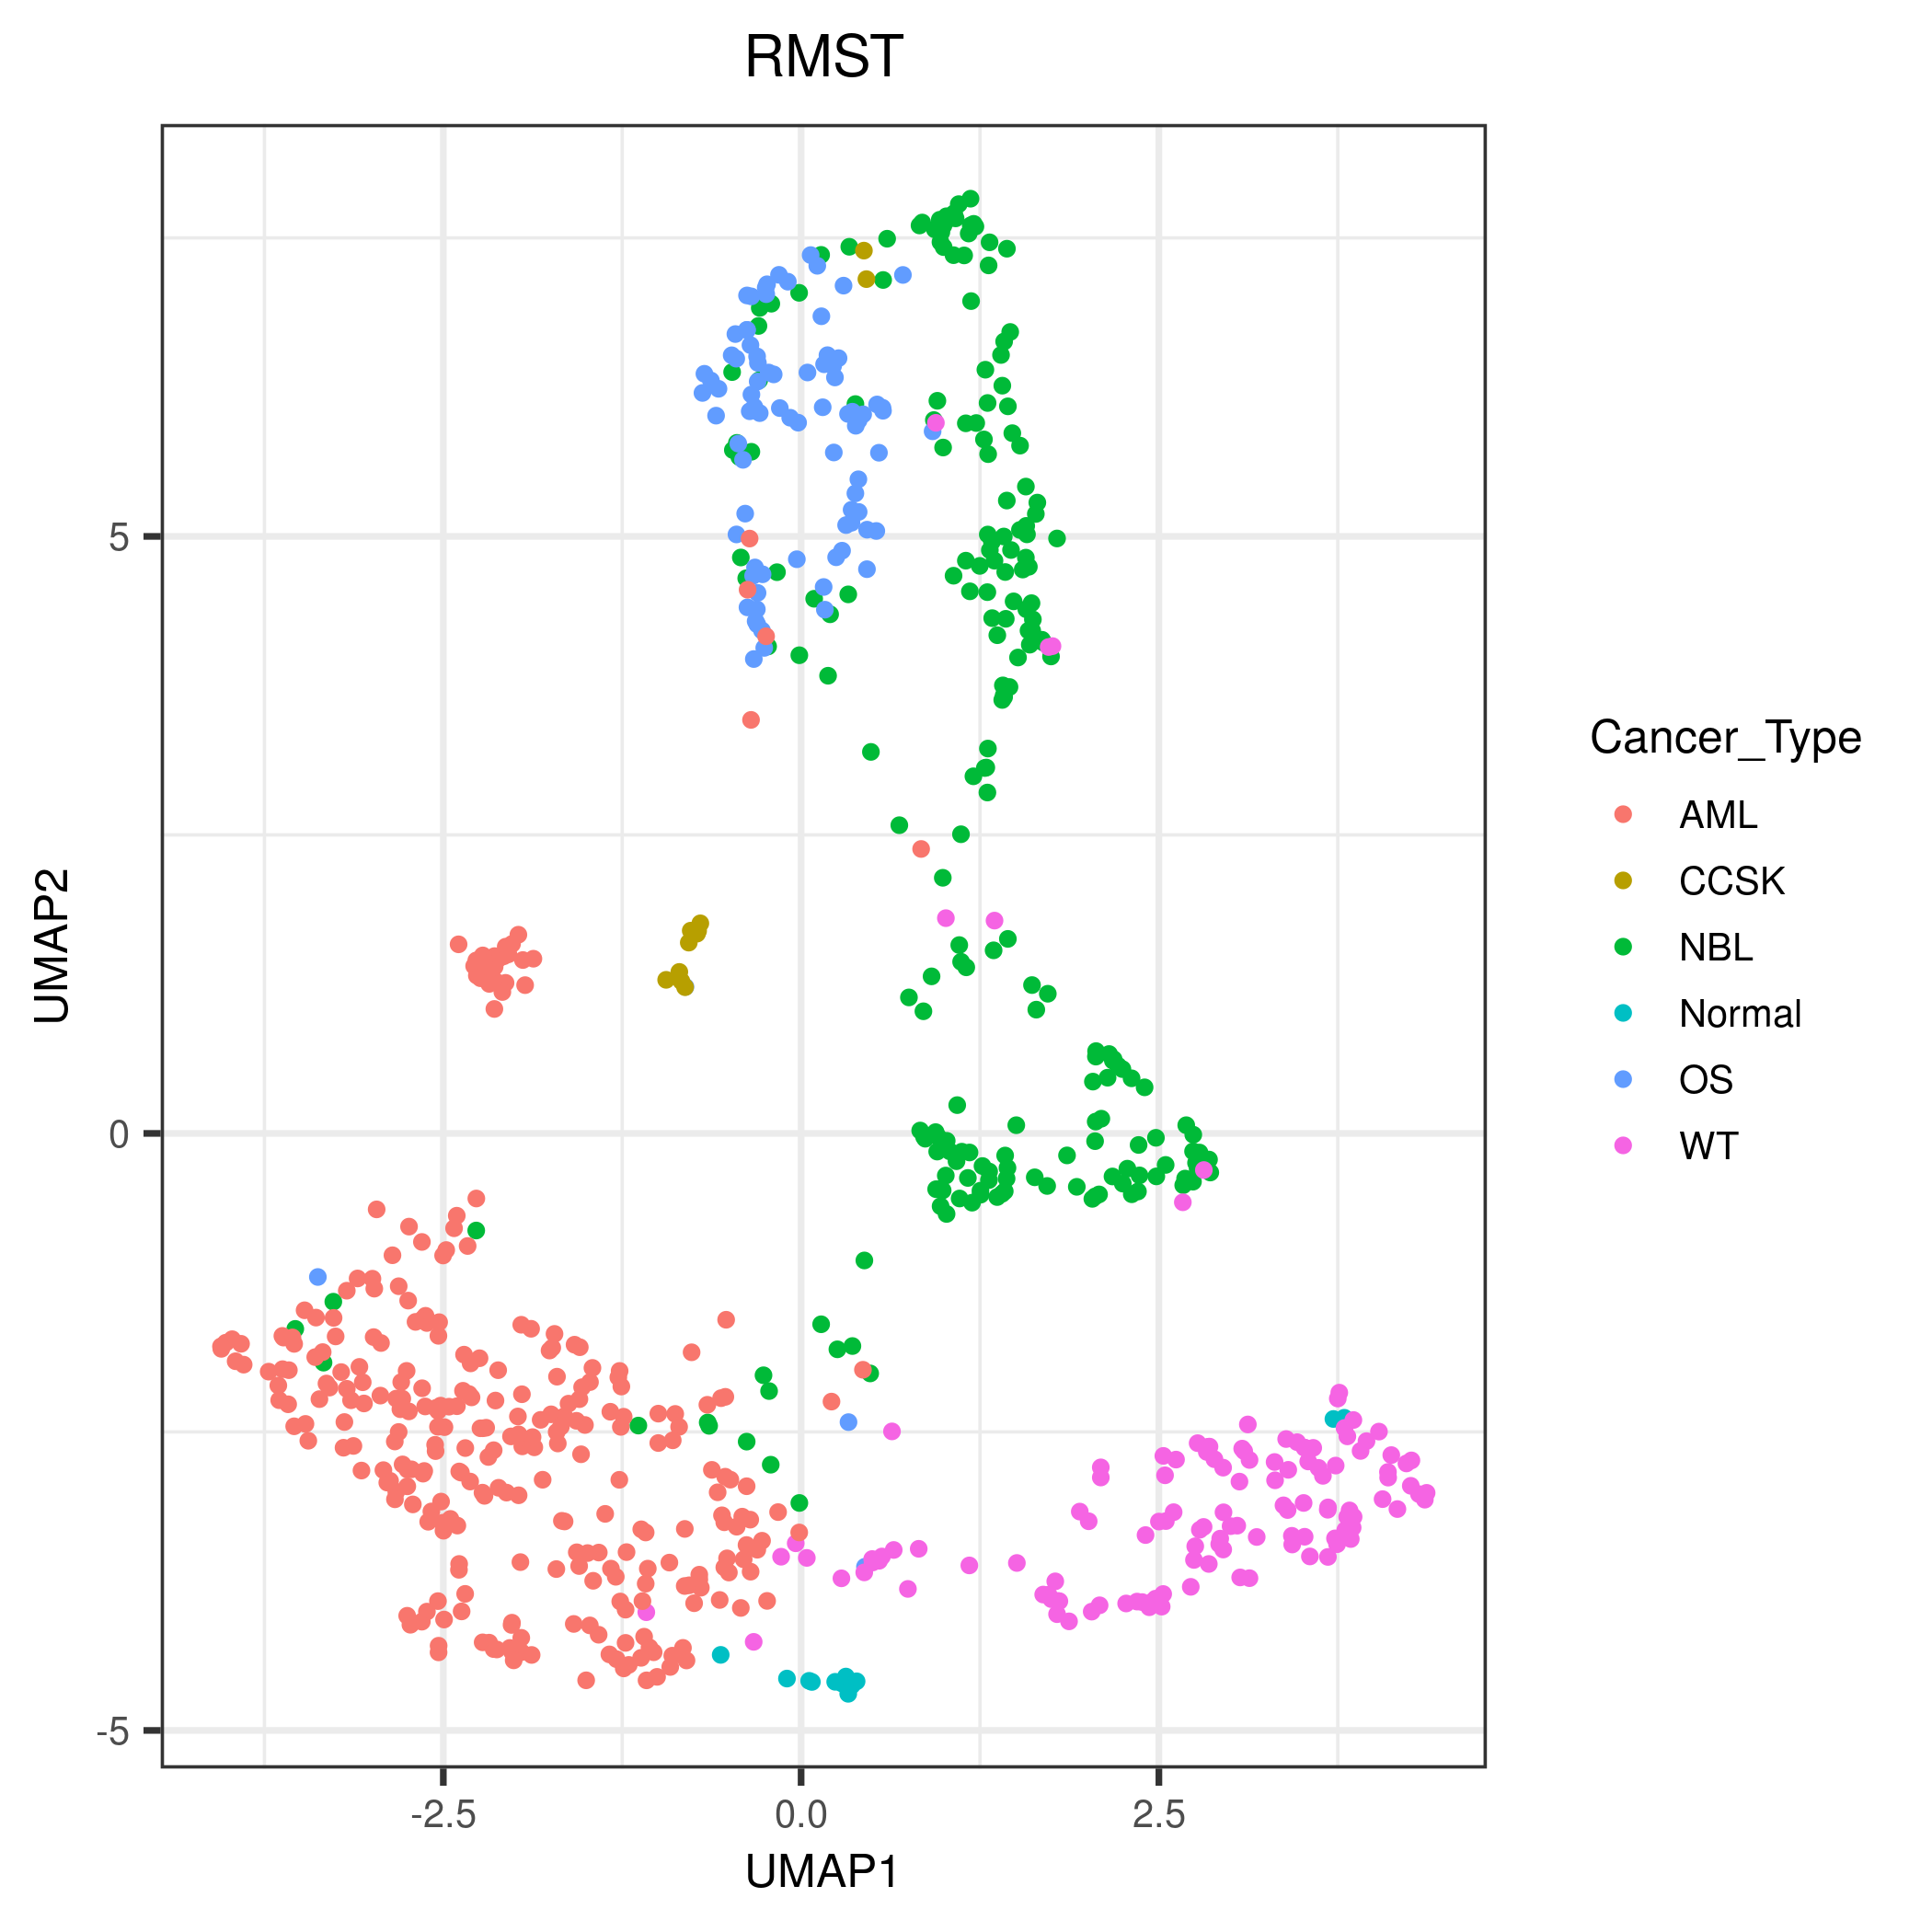 RMST
UMAP2
5
0
-5
-2.5
0.0
2.5
UMAP1
Cancer_Type
AML
CCSK
NBL
Normal
OS
WT